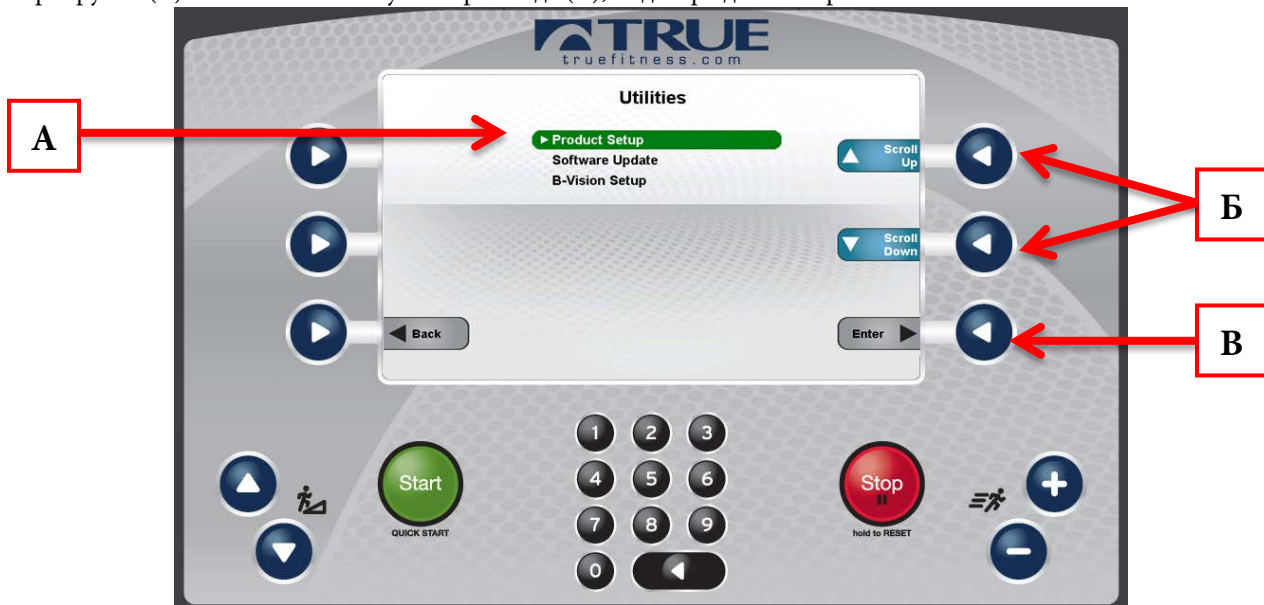 TRUE
truefitness.com
Utilities
Product Setup
Software Update
B-Vision Setup
Scroll Up
Scroll Down
Back
Enter
А
Б
В
1 2 3
4 5 6
7 8 9
0
Start
QUICK START
Stop
hold to RESET